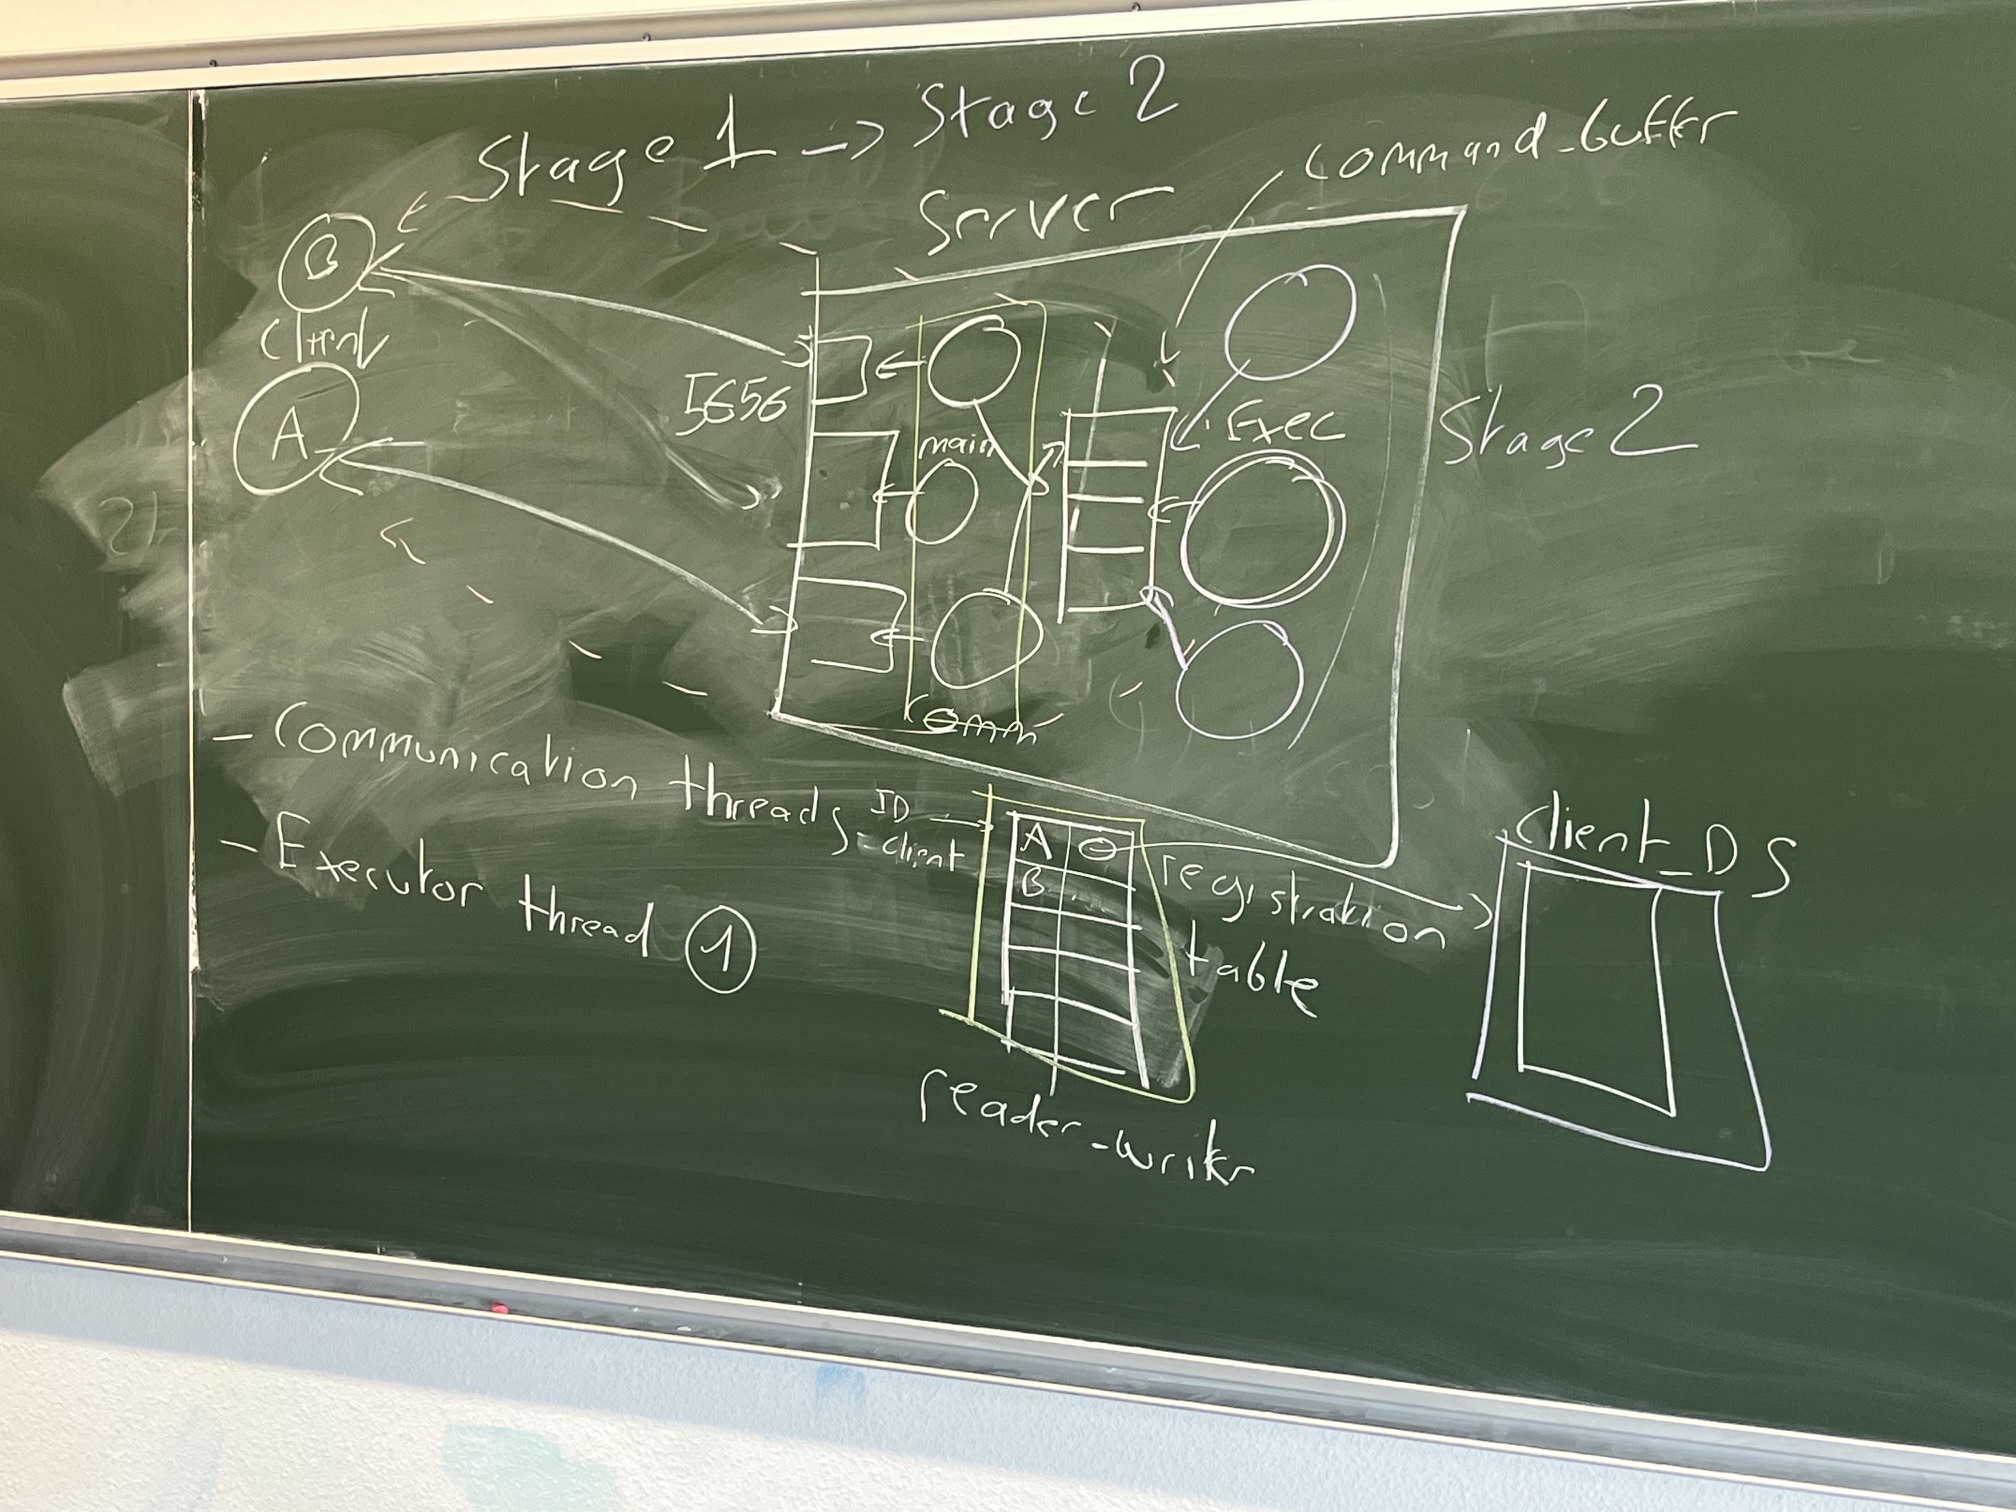 Stage 1 -> Stage 2
command_buffer
Server
B
Client
A
5656
main
Exec
Stage 2
Comm
- Communication threads
- Executor thread 1
ID
client
A
B
registration
table
reader-writer
Client_DS